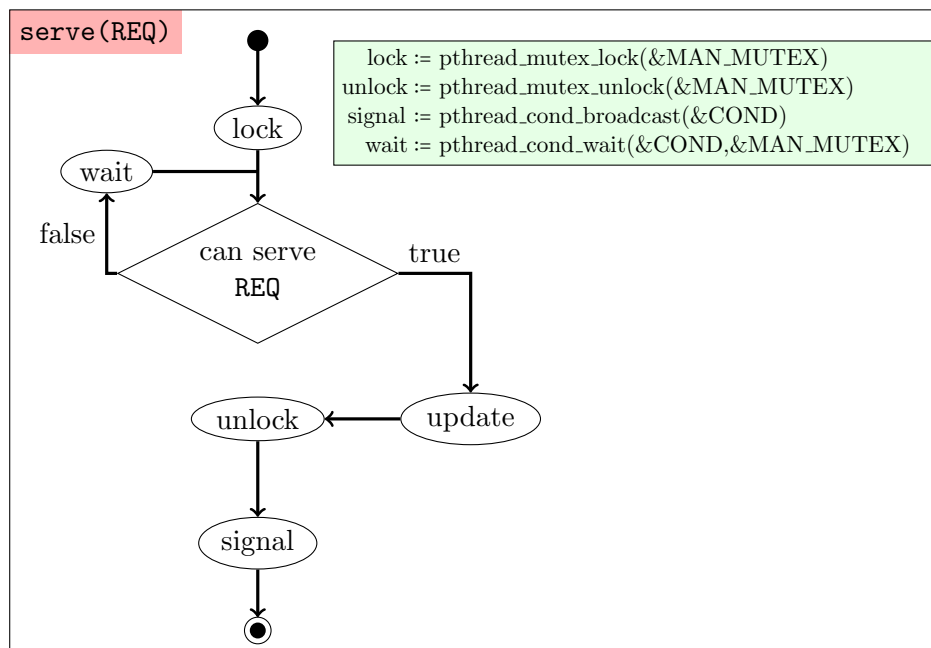 serve(REQ)
lock := pthread_mutex_lock(&MAN_MUTEX)
unlock := pthread_mutex_unlock(&MAN_MUTEX)
signal := pthread_cond_broadcast(&COND)
wait := pthread_cond_wait(&COND,&MAN_MUTEX)
lock
wait
false
true
can serve
REQ
unlock
update
signal